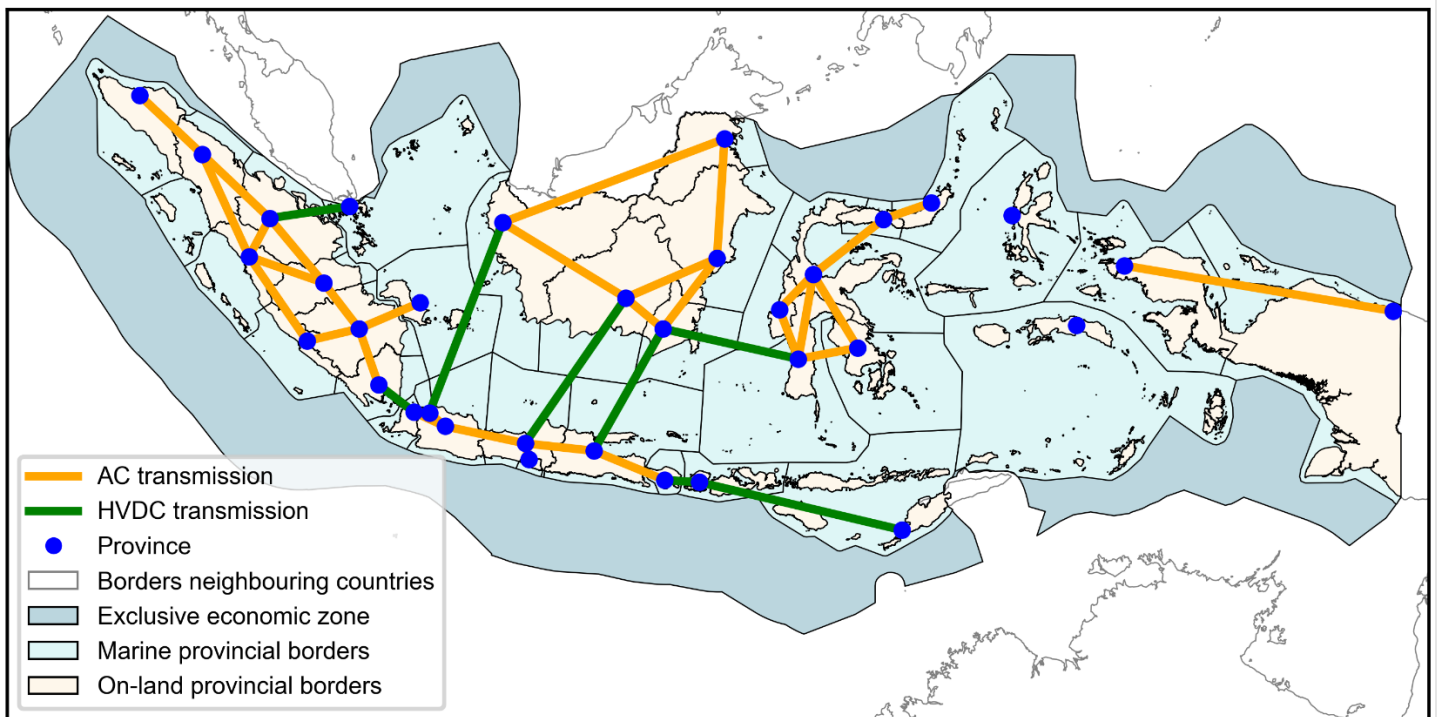 AC transmission
HVDC transmission
Province
Borders neighbouring countries
Exclusive economic zone
Marine provincial borders
On-land provincial borders